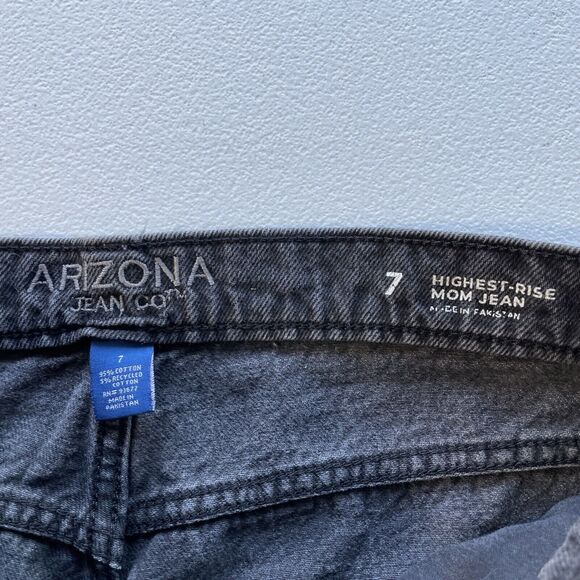 ARIZONA
JEAN CO™
7
HIGHEST-RISE
MOM JEAN
MADE IN PAKISTAN
7
95% COTTON
5% RECYCLED
COTTON
RN# 93677
MADE IN
PAKISTAN